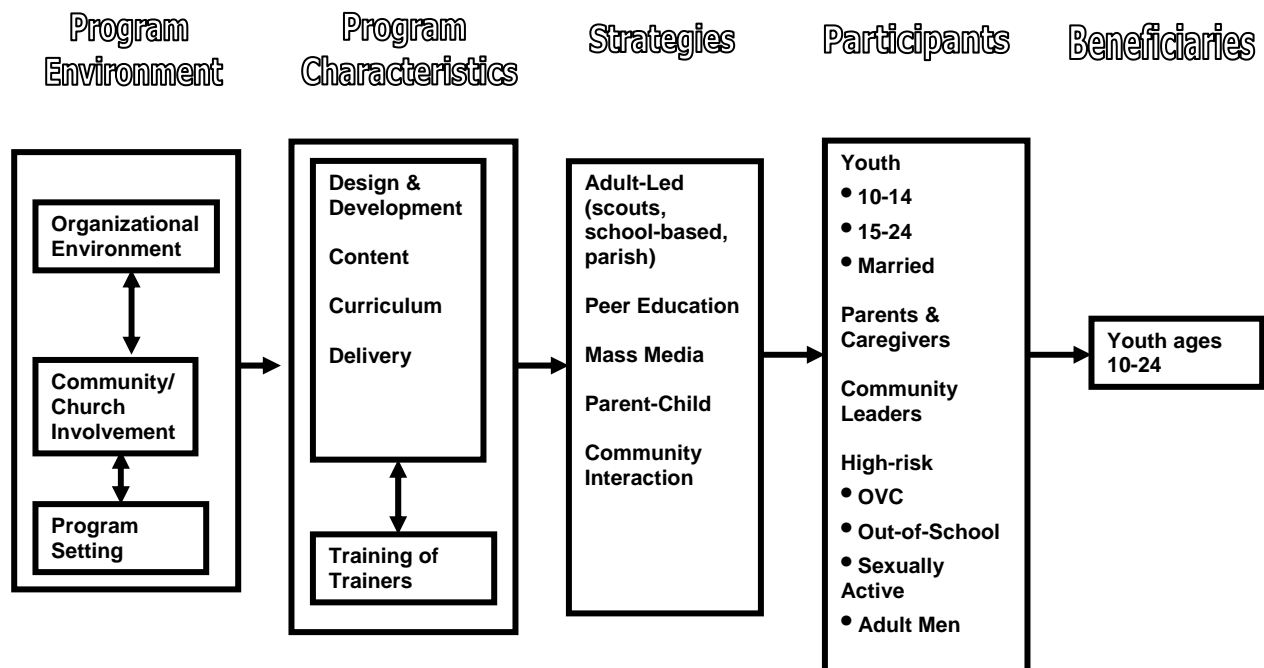 Program
Environment
Program
Characteristics
Strategies
Participants
Beneficiaries
Organizational
Environment
Community/
Church
Involvement
Program
Setting
Design &
Development
Content
Curriculum
Delivery
Training of
Trainers
Adult-Led
(scouts,
school-based,
parish)
Peer Education
Mass Media
Parent-Child
Community
Interaction
Youth
• 10-14
• 15-24
• Married
Parents &
Caregivers
Community
Leaders
High-risk
• OVC
• Out-of-School
• Sexually
Active
• Adult Men
Youth ages
10-24